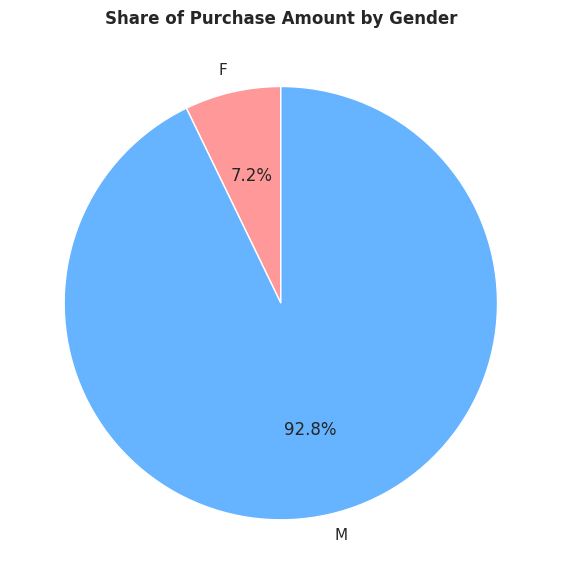 Share of Purchase Amount by Gender
F
7.2%
92.8%
M